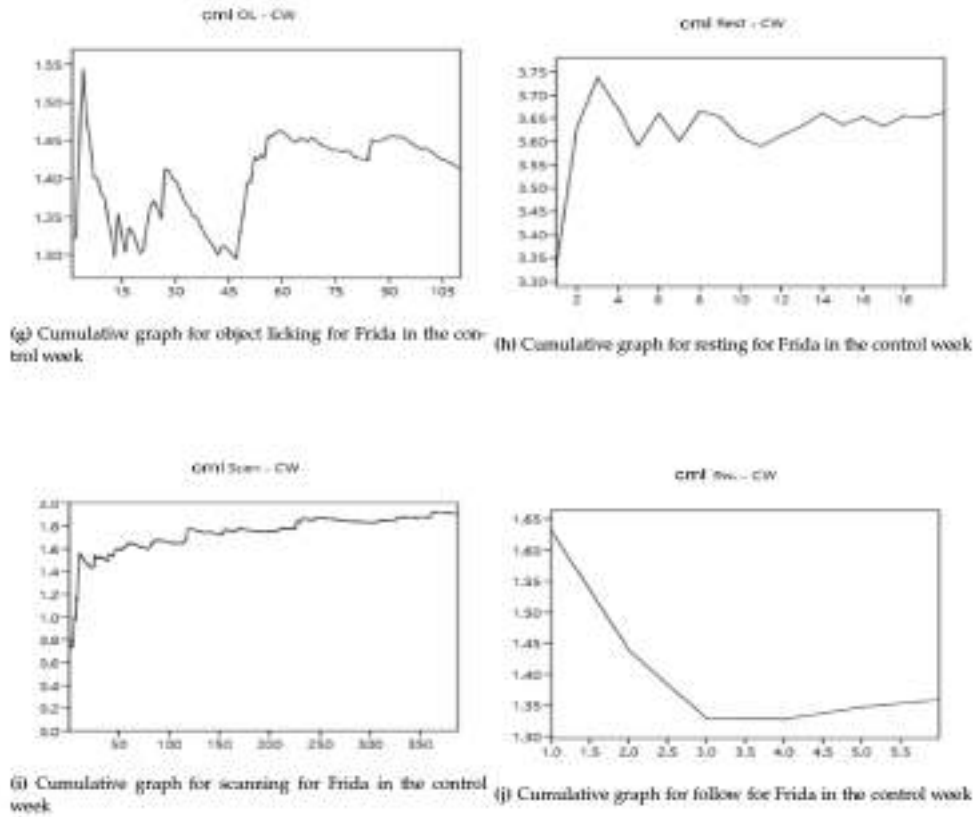 cml OL - CW
1.55
1.50
1.45
1.40
1.35
1.30
15 30 45 60 75 90 105
(g) Cumulative graph for object licking for Frida in the con-
trol week
cml Rest - CW
3.75
3.70
3.65
3.60
3.55
3.50
3.45
3.40
3.35
3.30
2 4 6 8 10 12 14 16 18
(h) Cumulative graph for resting for Frida in the control week
cml Scan - CW
2.0
1.8
1.6
1.4
1.2
1.0
0.8
0.6
0.4
0.2
0.0
50 100 150 200 250 300 350
(i) Cumulative graph for scanning for Frida in the control
week
cml - CW
1.65
1.60
1.55
1.50
1.45
1.40
1.35
1.30
1.0 1.5 2.0 2.5 3.0 3.5 4.0 4.5 5.0 5.5
(j) Cumulative graph for follow for Frida in the control week